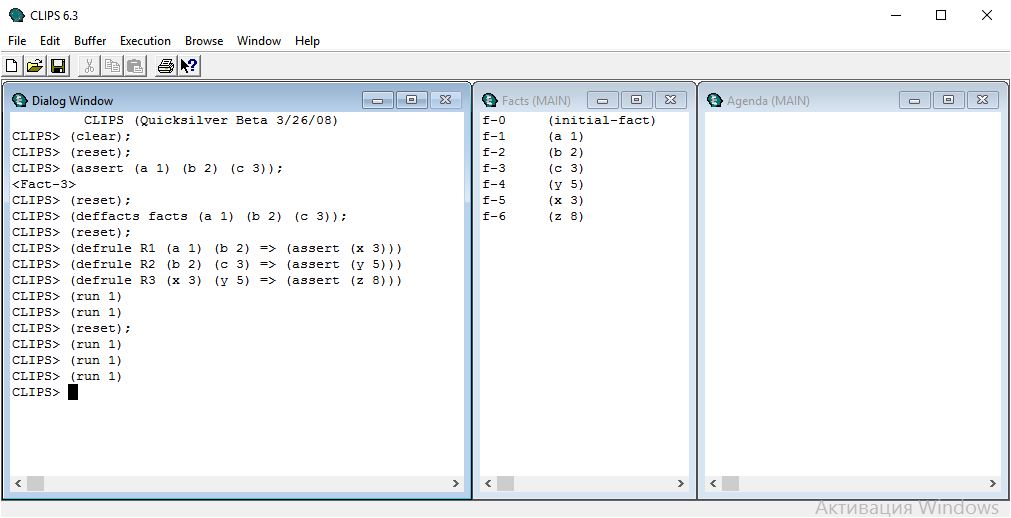 CLIPS 6.3
File Edit Buffer Execution Browse Window Help
Dialog Window
CLIPS (Quicksilver Beta 3/26/08)
CLIPS> (clear);
CLIPS> (reset);
CLIPS> (assert (a 1) (b 2) (c 3));
<Fact-3>
CLIPS> (reset);
CLIPS> (deffacts facts (a 1) (b 2) (c 3));
CLIPS> (reset);
CLIPS> (defrule R1 (a 1) (b 2) => (assert (x 3)))
CLIPS> (defrule R2 (b 2) (c 3) => (assert (y 5)))
CLIPS> (defrule R3 (x 3) (y 5) => (assert (z 8)))
CLIPS> (run 1)
CLIPS> (run 1)
CLIPS> (reset);
CLIPS> (run 1)
CLIPS> (run 1)
CLIPS> (run 1)
CLIPS>
Facts (MAIN)
f-0 (initial-fact)
f-1 (a 1)
f-2 (b 2)
f-3 (c 3)
f-4 (y 5)
f-5 (x 3)
f-6 (z 8)
Agenda (MAIN)
Активация Windows